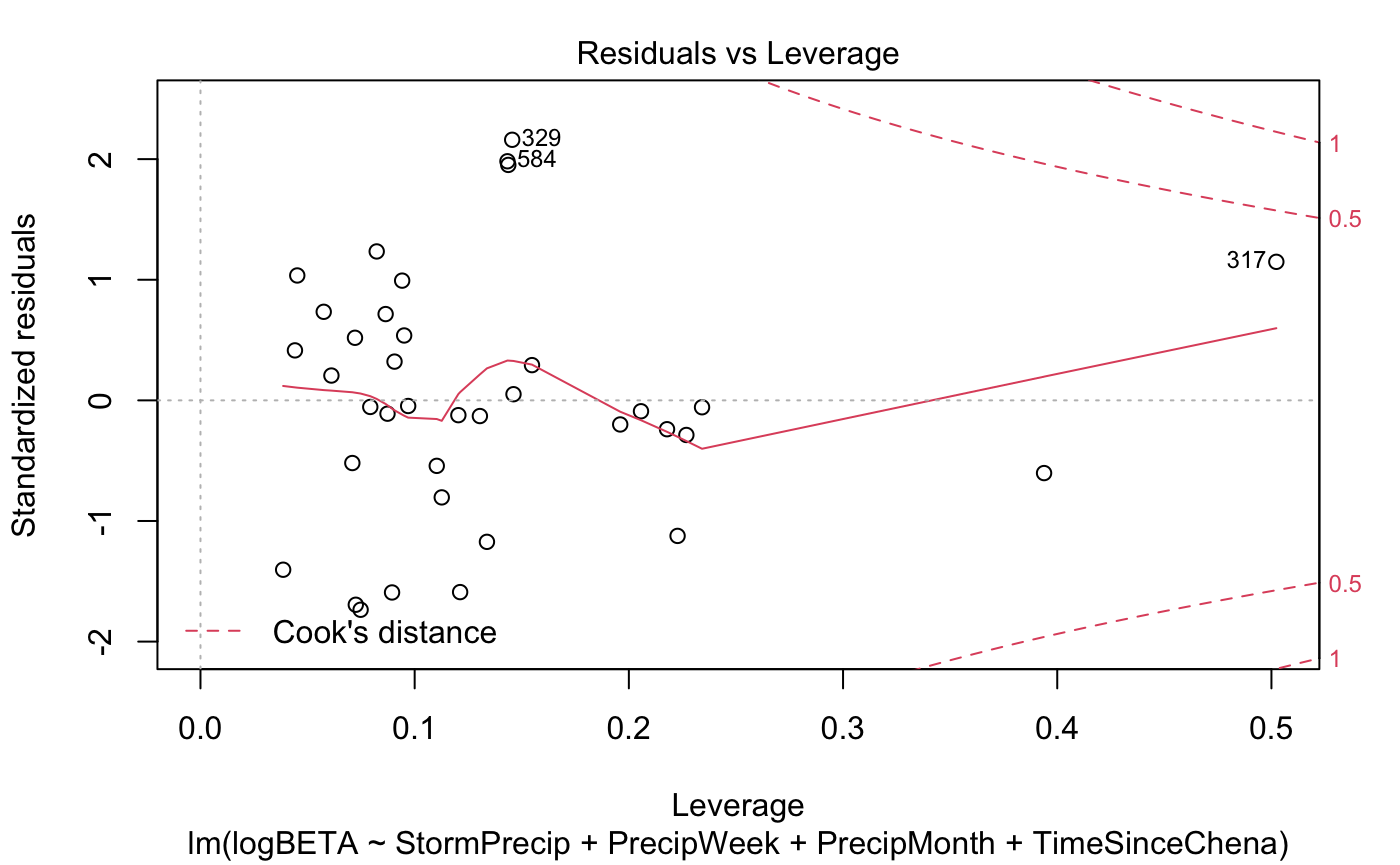 Residuals vs Leverage
Standardized residuals
2
1
0
-1
-2
329
584
317
1
0.5
0.5
1
Cook's distance
0.0 0.1 0.2 0.3 0.4 0.5
Leverage
lm(logBETA ~ StormPrecip + PrecipWeek + PrecipMonth + TimeSinceChena)